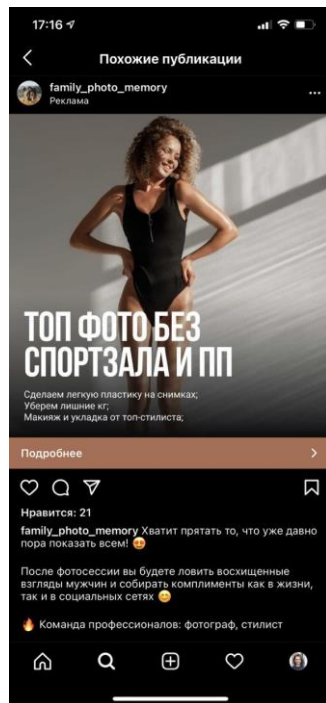 17:16
Похожие публикации
family_photo_memory
Реклама
ТОП ФОТО БЕЗ
СПОРТЗАЛА И ПП
Сделаем легкую пластику на снимках;
Уберем лишние кг;
Макияж и укладка от топ-стилиста;
Подробнее
Нравится: 21
family_photo_memory Хватит прятать то, что уже давно
пора показать всем! 😍
После фотосессии вы будете ловить восхищенные
взгляды мужчин и собирать комплименты как в жизни,
так и в социальных сетях 😊
🔥 Команда профессионалов: фотограф, стилист